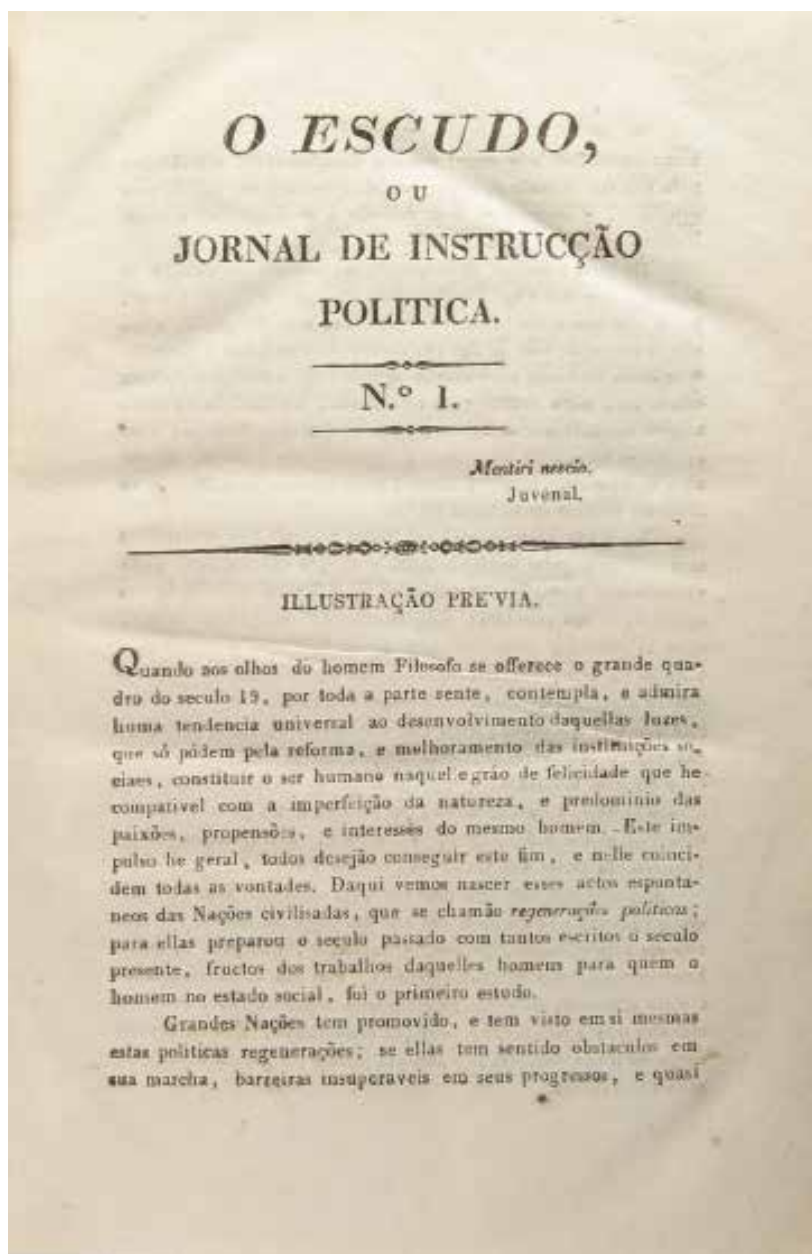 O ESCUDO,
OU
JORNAL DE INSTRUCÇÃO
POLITICA.
N.º 1.
Mentiri nescio.
Juvenal.
ILLUSTRAÇÃO PRE'VIA.
Quando aos olhos do homem Filosofo se offerece o grande qua-
dro do seculo 19, por toda a parte sente, contempla, e admira
huma tendencia universal ao desenvolvimento daquellas luzes,
que só pódem pela reforma, e melhoramento das instituições so-
ciaes, constituir o ser humano naquelle gráo de felicidade que he
compativel com a imperfeição da natureza, e predominio das
paixões, propensões, e interesses do mesmo homem. Este im-
pulso he geral, todos desejão conseguir este fim, e nelle coinci-
dem todas as vontades. Daqui vemos nascer esses actos espunta-
neos das Nações civilisadas, que se chamão regenerações politicas;
para ellas preparou o seculo passado com tantos escritos o seculo
presente, fructos dos trabalhos daquelles homens para quem o
homem no estado social, foi o primeiro estudo.
Grandes Nações tem promovido, e tem visto em si mesmas
estas politicas regenerações; se ellas tem sentido obstaculos em
sua marcha, barreiras insuperaveis em seus progressos, e quasi